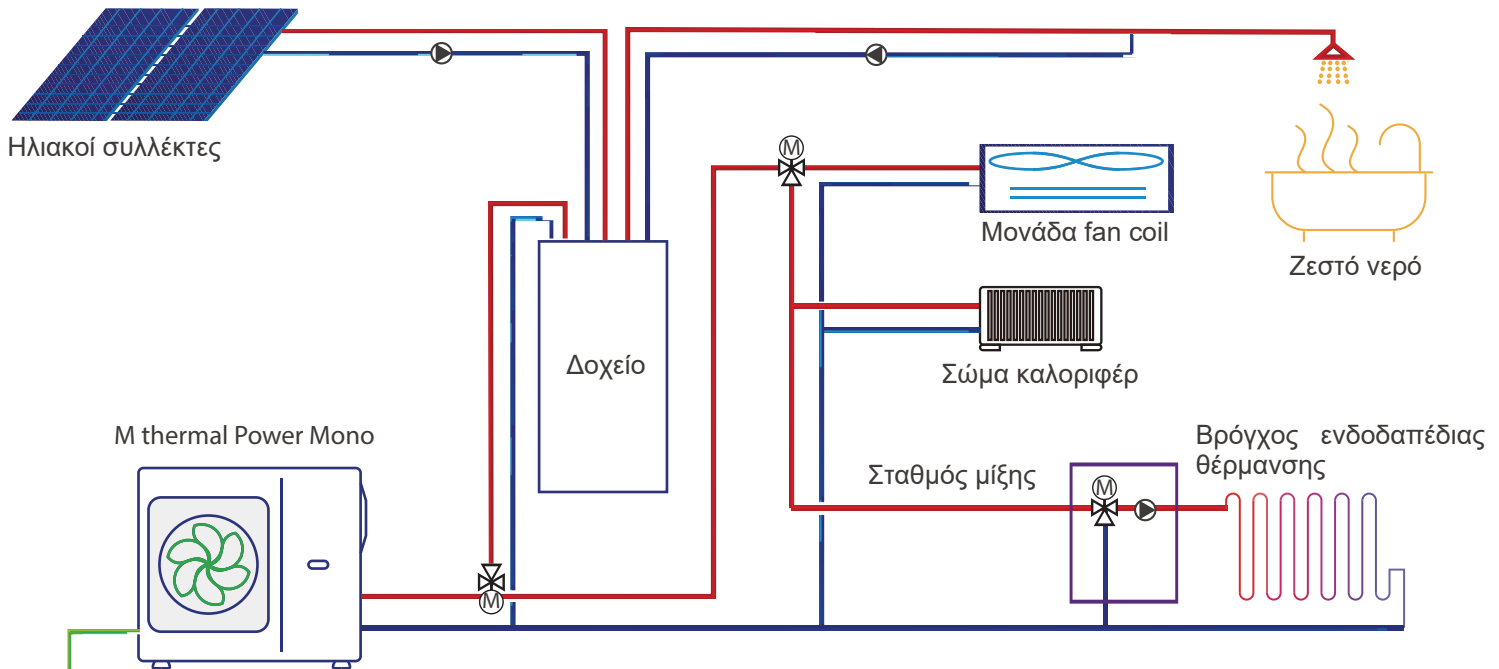 Ηλιακοί συλλέκτες
M
Μονάδα fan coil
Ζεστό νερό
Δοχείο
Σώμα καλοριφέρ
M thermal Power Mono
Βρόγχος ενδοδαπέδιας
θέρμανσης
Σταθμός μίξης
M
M